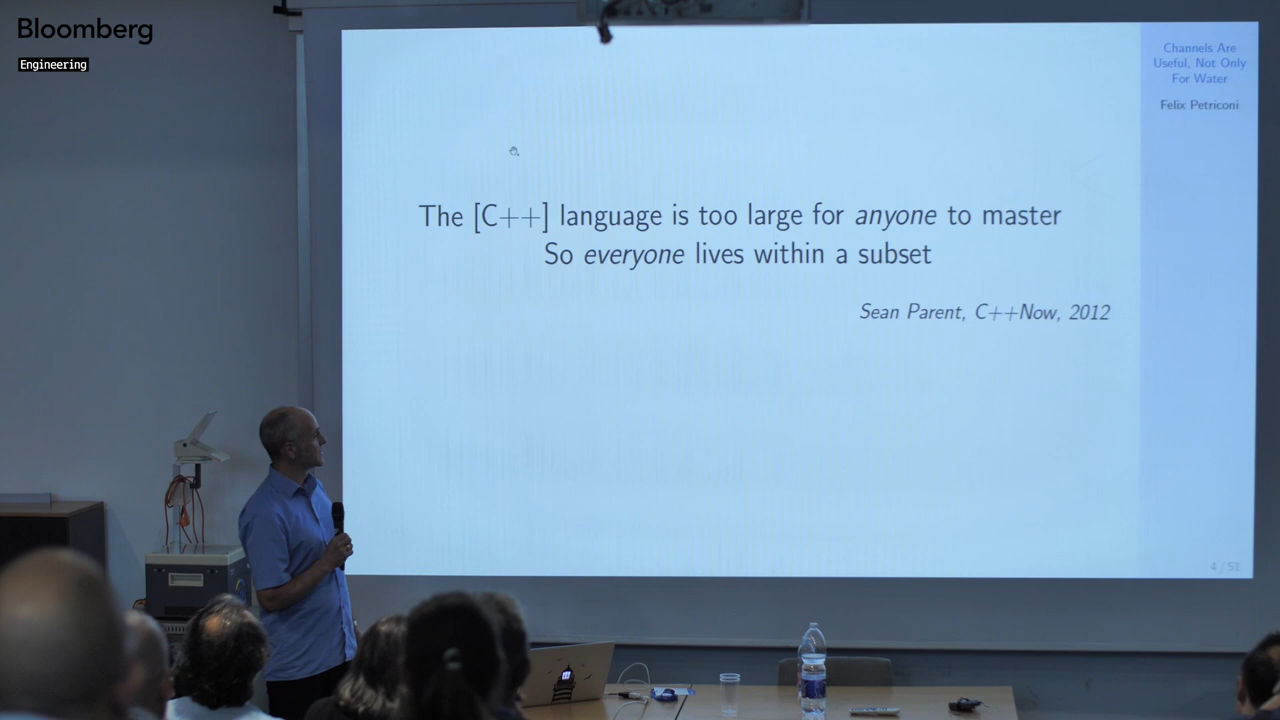 Bloomberg
Engineering
Channels Are
Useful, Not Only
For Water
Felix Petriconi
The [C++] language is too large for anyone to master
So everyone lives within a subset
Sean Parent, C++Now, 2012
4 / 51